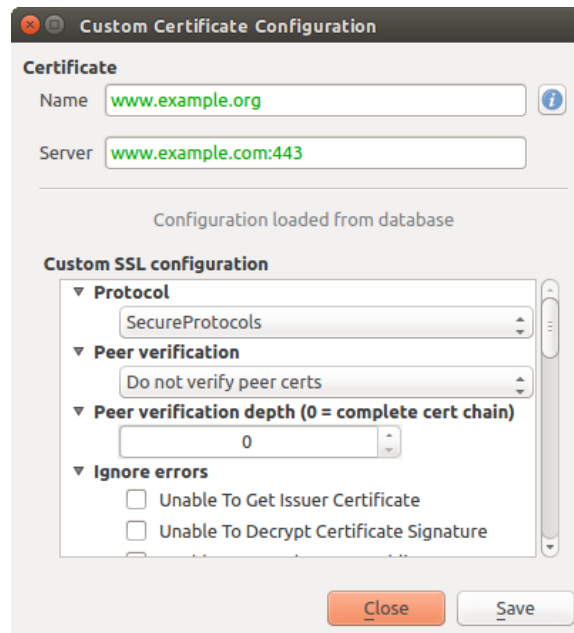 Custom Certificate Configuration
Certificate
Name www.example.org
Server www.example.com:443
Configuration loaded from database
Custom SSL configuration
Protocol
SecureProtocols
Peer verification
Do not verify peer certs
Peer verification depth (0 = complete cert chain)
0
Ignore errors
Unable To Get Issuer Certificate
Unable To Decrypt Certificate Signature
Close Save